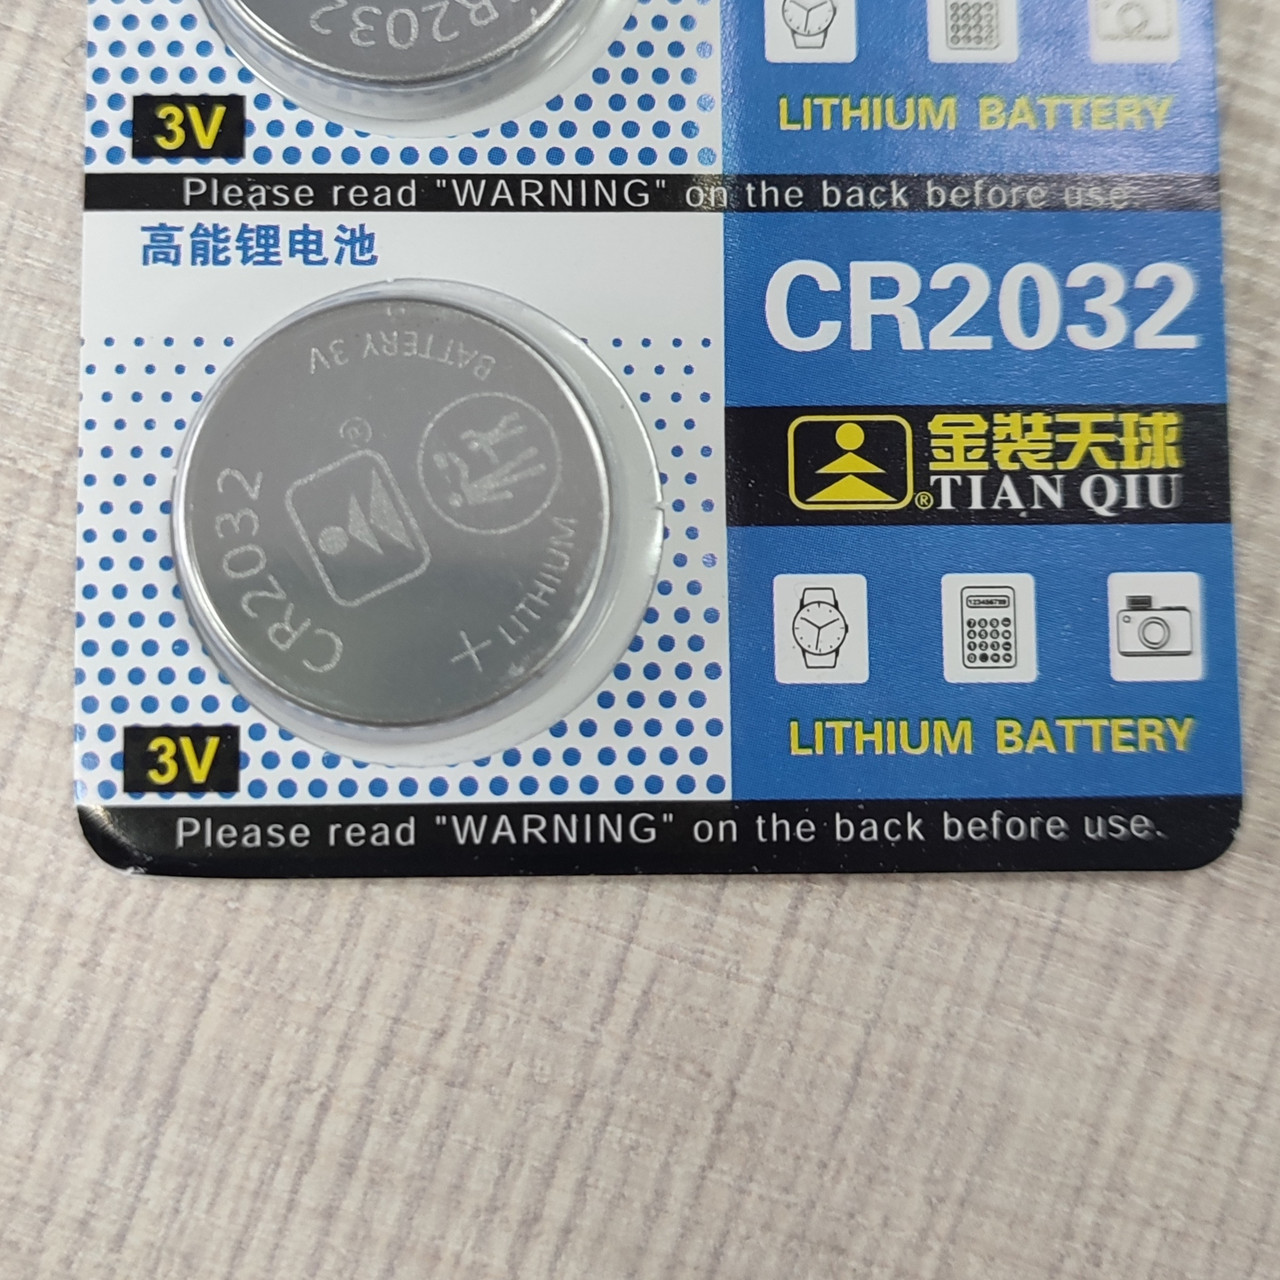 CR2032
3V
LITHIUM BATTERY
Please read "WARNING" on the back before use.
高能锂电池
CR2032
BATTERY 3V
®
CR2032
+ LITHIUM
金装天球
®TIAN QIU
123456789
3V
LITHIUM BATTERY
Please read "WARNING" on the back before use.